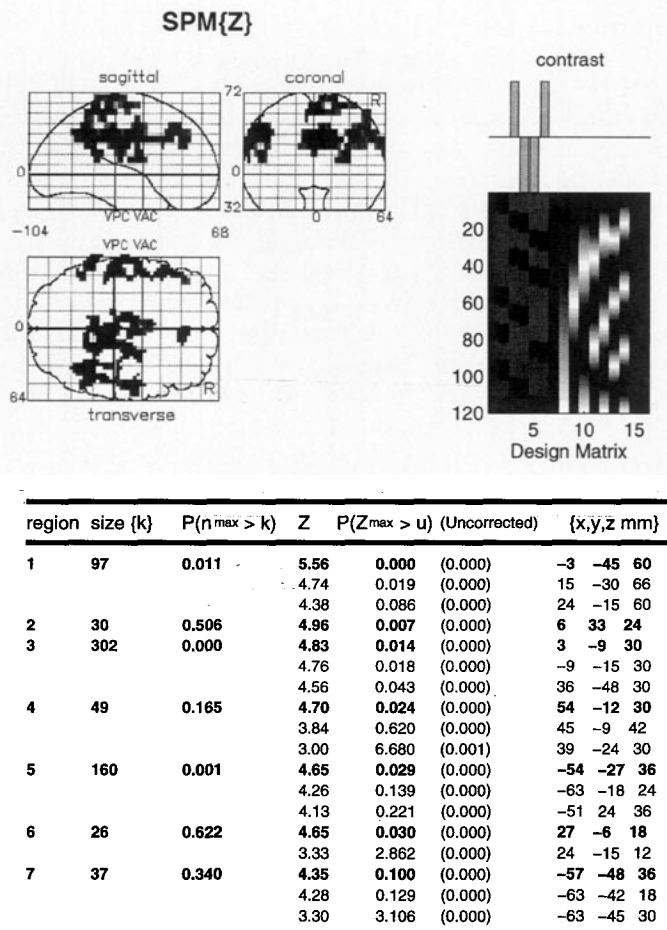 SPM{Z}
sagittal
coronal
72
R
0
0
VPC VAC
32
-104
68
0
64
VPC VAC
0
R
64
transverse
contrast
20
40
60
80
100
120
5 10 15
Design Matrix
region size {k} P(n max > k) Z P(Z max > u) (Uncorrected) {x,y,z mm}
1 97 0.011 5.56 0.000 (0.000) −3 −45 60
4.74 0.019 (0.000) 15 −30 66
4.38 0.086 (0.000) 24 −15 60
2 30 0.506 4.96 0.007 (0.000) 6 33 24
3 302 0.000 4.83 0.014 (0.000) 3 −9 30
4.76 0.018 (0.000) −9 −15 30
4.56 0.043 (0.000) 36 −48 30
4 49 0.165 4.70 0.024 (0.000) 54 −12 30
3.84 0.620 (0.000) 45 −9 42
3.00 6.680 (0.001) 39 −24 30
5 160 0.001 4.65 0.029 (0.000) −54 −27 36
4.26 0.139 (0.000) −63 −18 24
4.13 0.221 (0.000) −51 24 36
6 26 0.622 4.65 0.030 (0.000) 27 −6 18
3.33 2.862 (0.000) 24 −15 12
7 37 0.340 4.35 0.100 (0.000) −57 −48 36
4.28 0.129 (0.000) −63 −42 18
3.30 3.106 (0.000) −63 −45 30